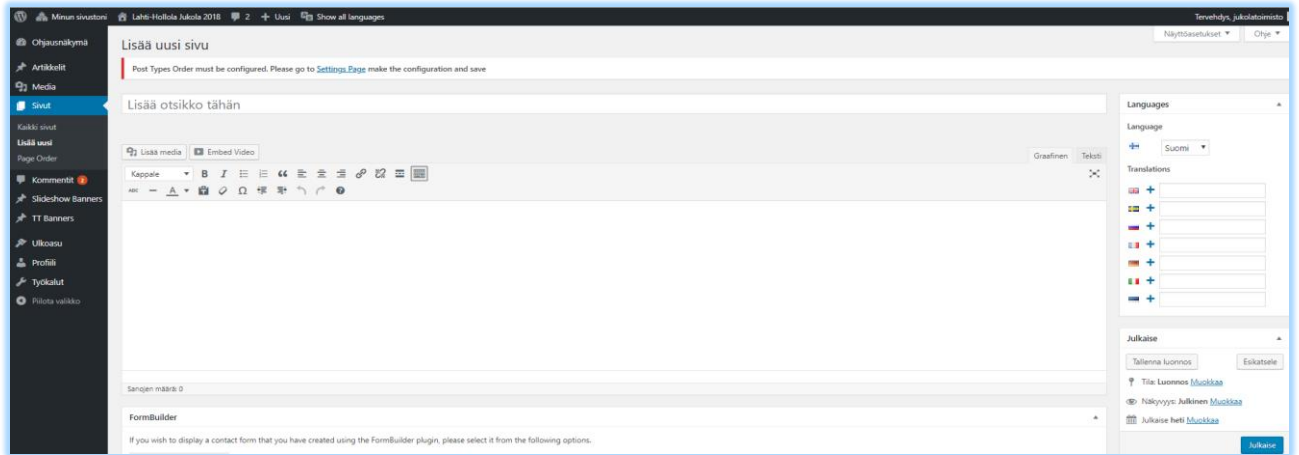 Minun sivustoni Lahti-Hollola Jukola 2018 2 Uusi Show all languages Tervehdys, jukolatoimisto
Ohjausnäkymä
Artikkelit
Media
Sivut
Kaikki sivut
Lisää uusi
Page Order
Kommentit 2
Slideshow Banners
TT Banners
Ulkoasu
Profiili
Työkalut
Piilota valikko
Näyttöasetukset Ohje
Lisää uusi sivu
Post Types Order must be configured. Please go to Settings Page make the configuration and save
Lisää otsikko tähän
Lisää media Embed Video Graafinen Teksti
Kappale B I
ABC A Ω
Sanojen määrä: 0
FormBuilder
If you wish to display a contact form that you have created using the FormBuilder plugin, please select it from the following options.
Languages
Language
Suomi
Translations
Julkaise
Tallenna luonnos Esikatsele
Tila: Luonnos Muokkaa
Näkyvyys: Julkinen Muokkaa
Julkaise heti Muokkaa
Julkaise